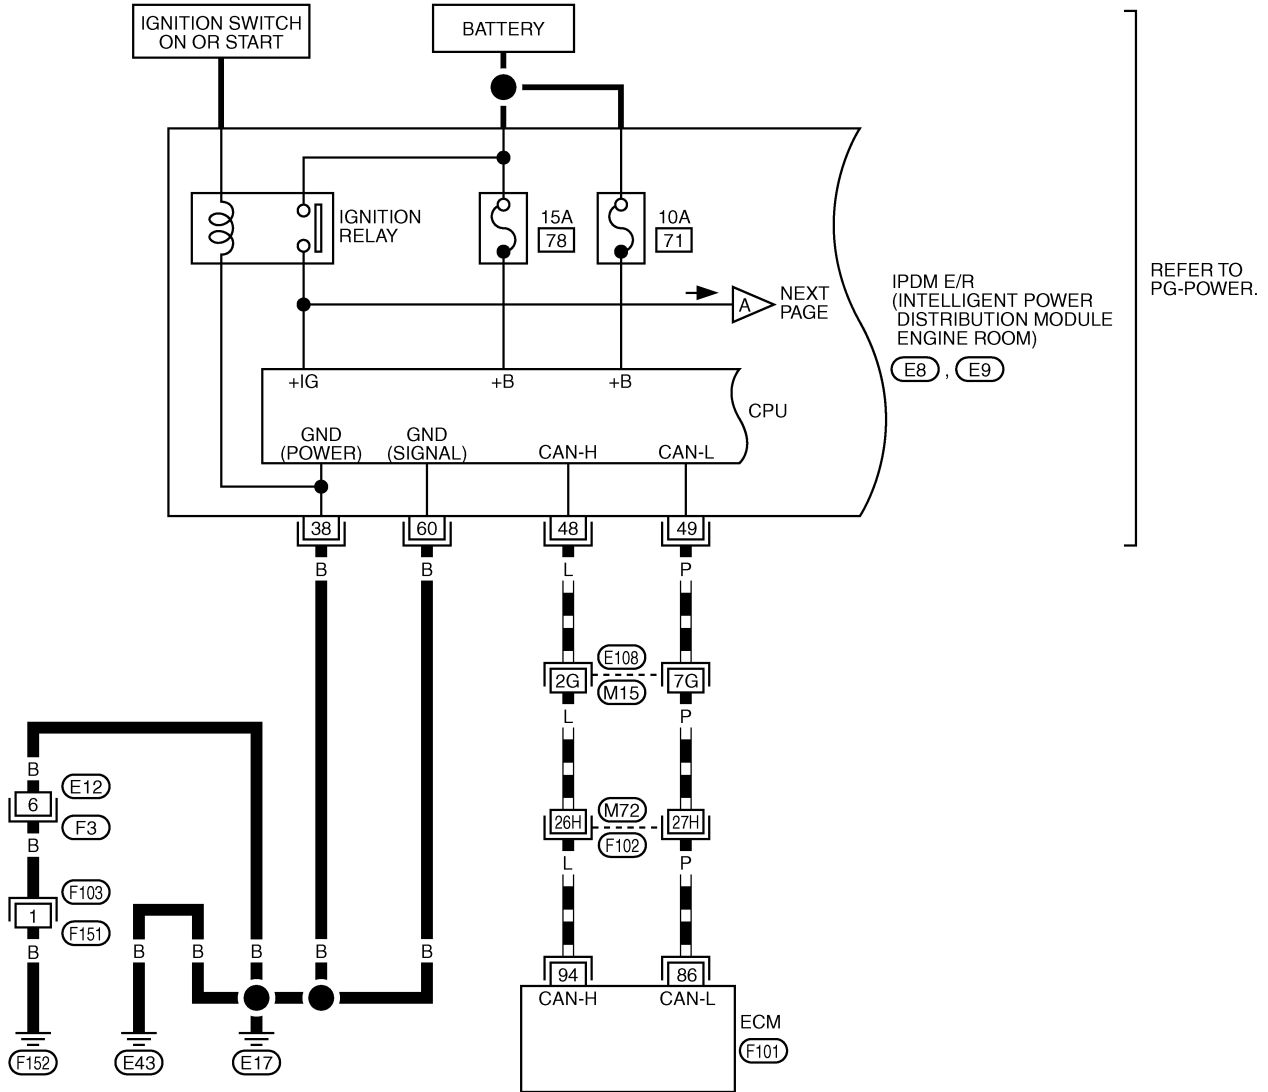 IGNITION SWITCH
ON OR START
BATTERY
IGNITION
RELAY
15A
78
10A
71
A
NEXT
PAGE
IPDM E/R
(INTELLIGENT POWER
DISTRIBUTION MODULE
ENGINE ROOM)
E8 , E9
REFER TO
PG-POWER.
+IG
+B
+B
CPU
GND
(POWER)
GND
(SIGNAL)
CAN-H
CAN-L
38
60
48
49
B
B
L
P
E108
2G
7G
M15
L
P
B
E12
6
F3
M72
26H
27H
F102
B
L
P
F103
1
F151
B
B
B
B
B
B
94
86
CAN-H
CAN-L
ECM
F101
F152
E43
E17